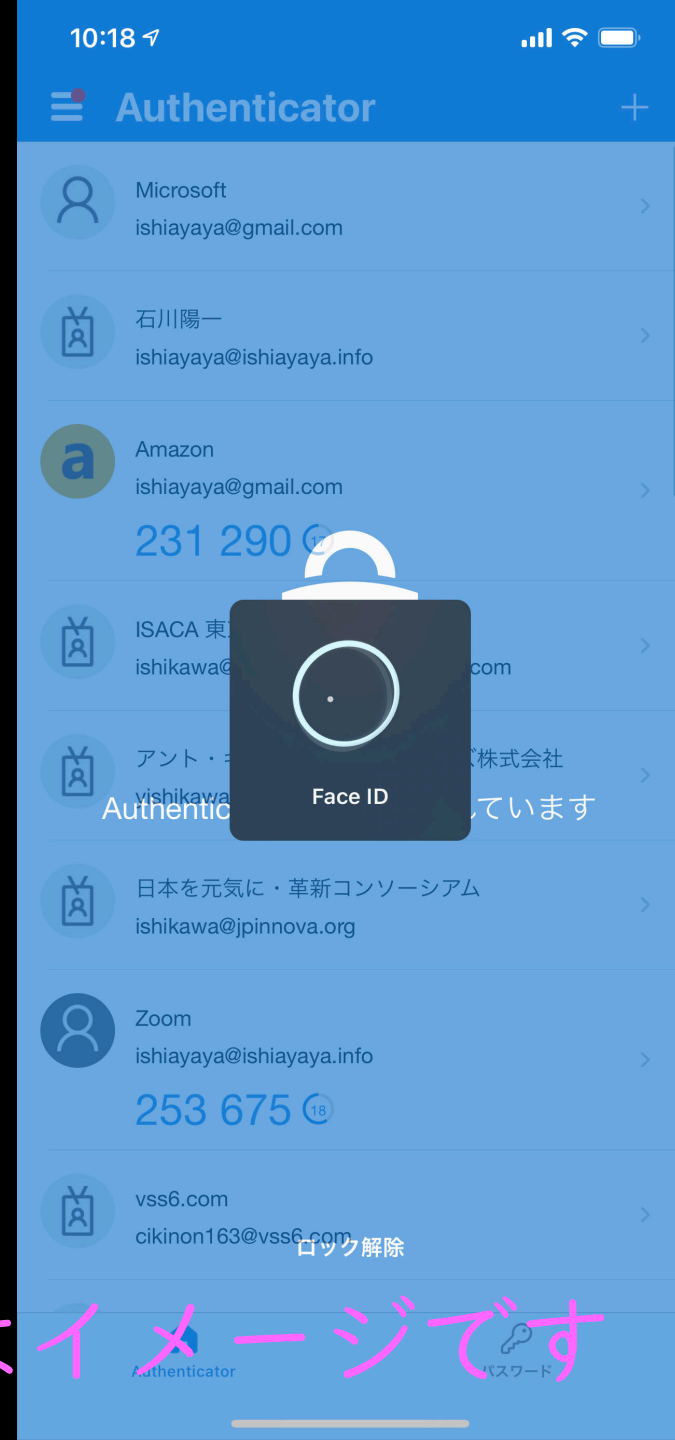 10:18
Authenticator
Microsoft
ishiayaya@gmail.com
石川陽一
ishiayaya@ishiayaya.info
a
Amazon
ishiayaya@gmail.com
231 290 17
ISACA 東
ishikawa@ com
アント・ ズ株式会社
yishikawa
Face ID
Authentic ています
日本を元気に・革新コンソーシアム
ishikawa@jpinnova.org
Zoom
ishiayaya@ishiayaya.info
253 675 18
vss6.com
cikinon163@vss6.com
ロック解除
イメージです
Authenticator
パスワード